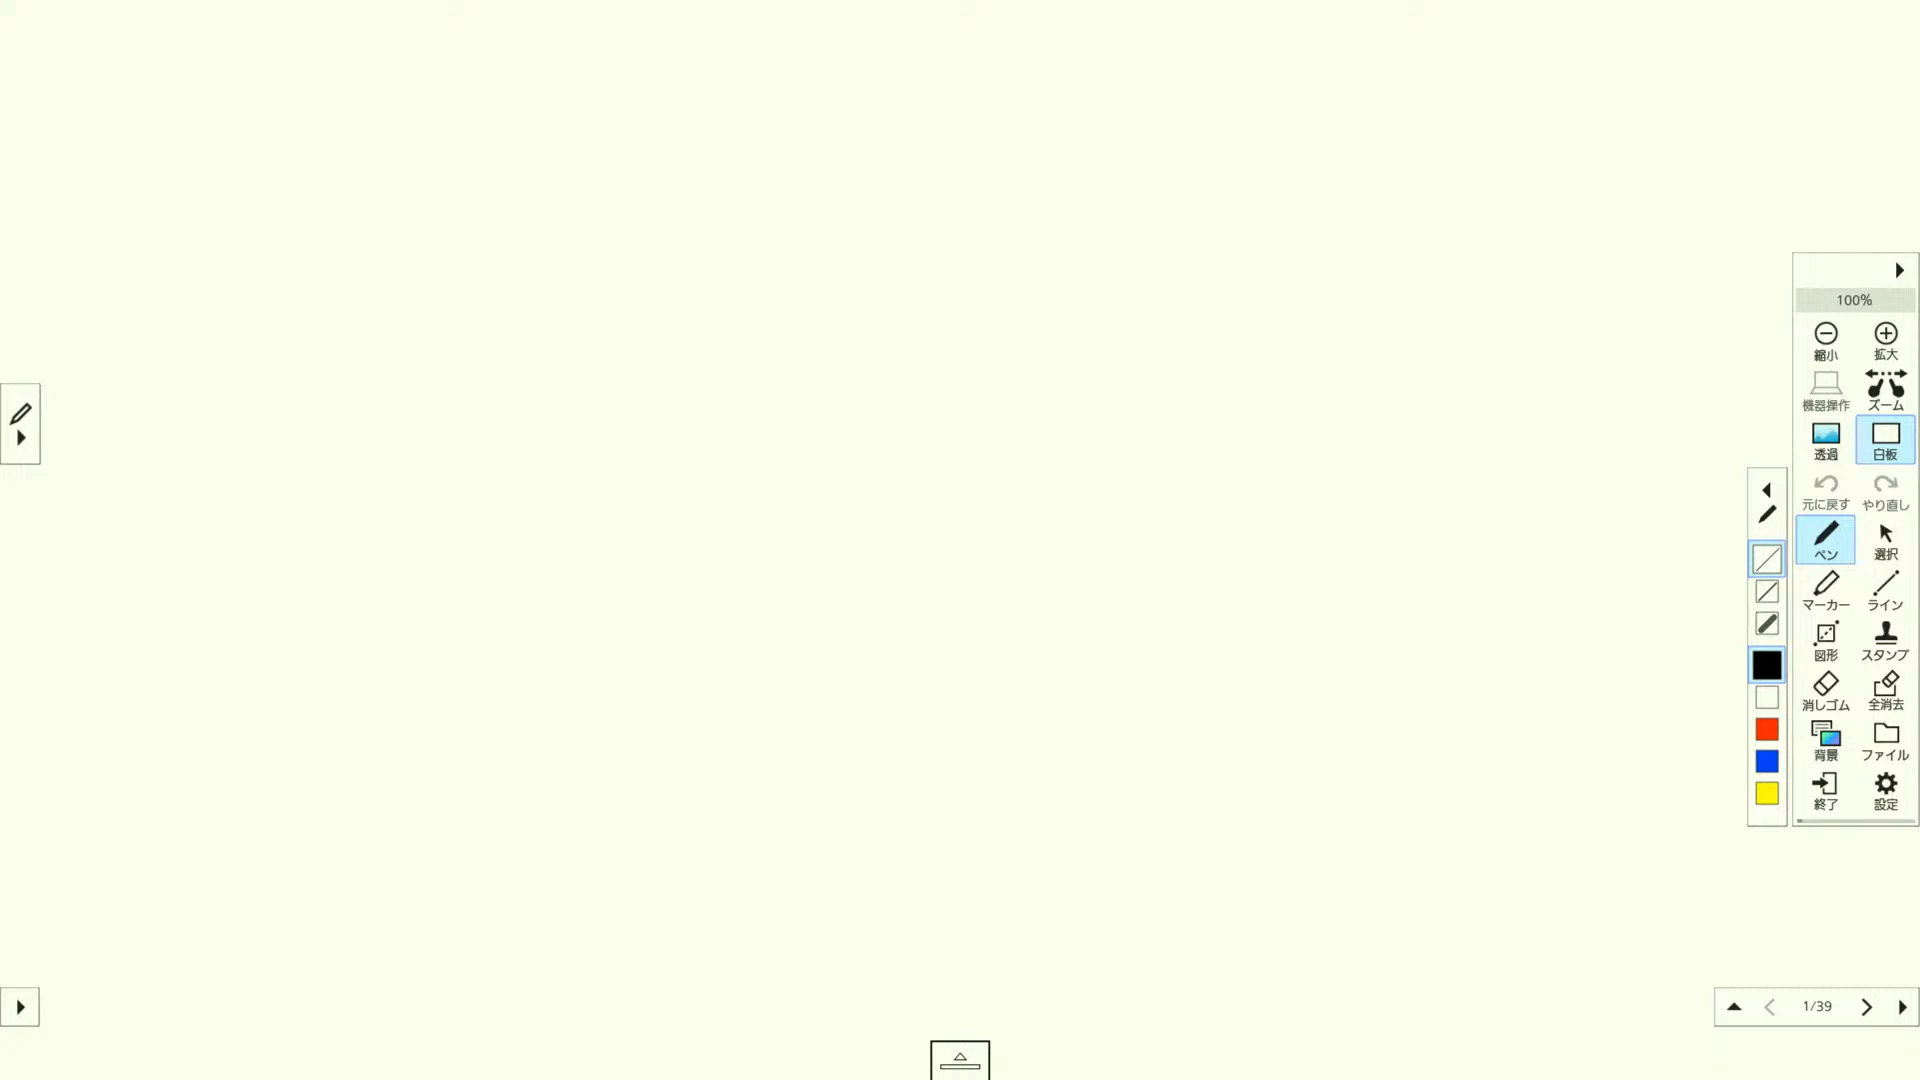 100%
縮小 拡大
機器操作 ズーム
透過 白板
元に戻す やり直し
ペン 選択
マーカー ライン
図形 スタンプ
消しゴム 全消去
背景 ファイル
終了 設定
1/39